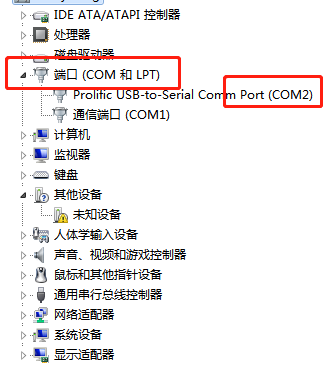 IDE ATA/ATAPI 控制器
处理器
磁盘驱动器
端口 (COM 和 LPT)
Prolific USB-to-Serial Comm Port (COM2)
通信端口 (COM1)
计算机
监视器
键盘
其他设备
未知设备
人体学输入设备
声音、视频和游戏控制器
鼠标和其他指针设备
通用串行总线控制器
网络适配器
系统设备
显示适配器